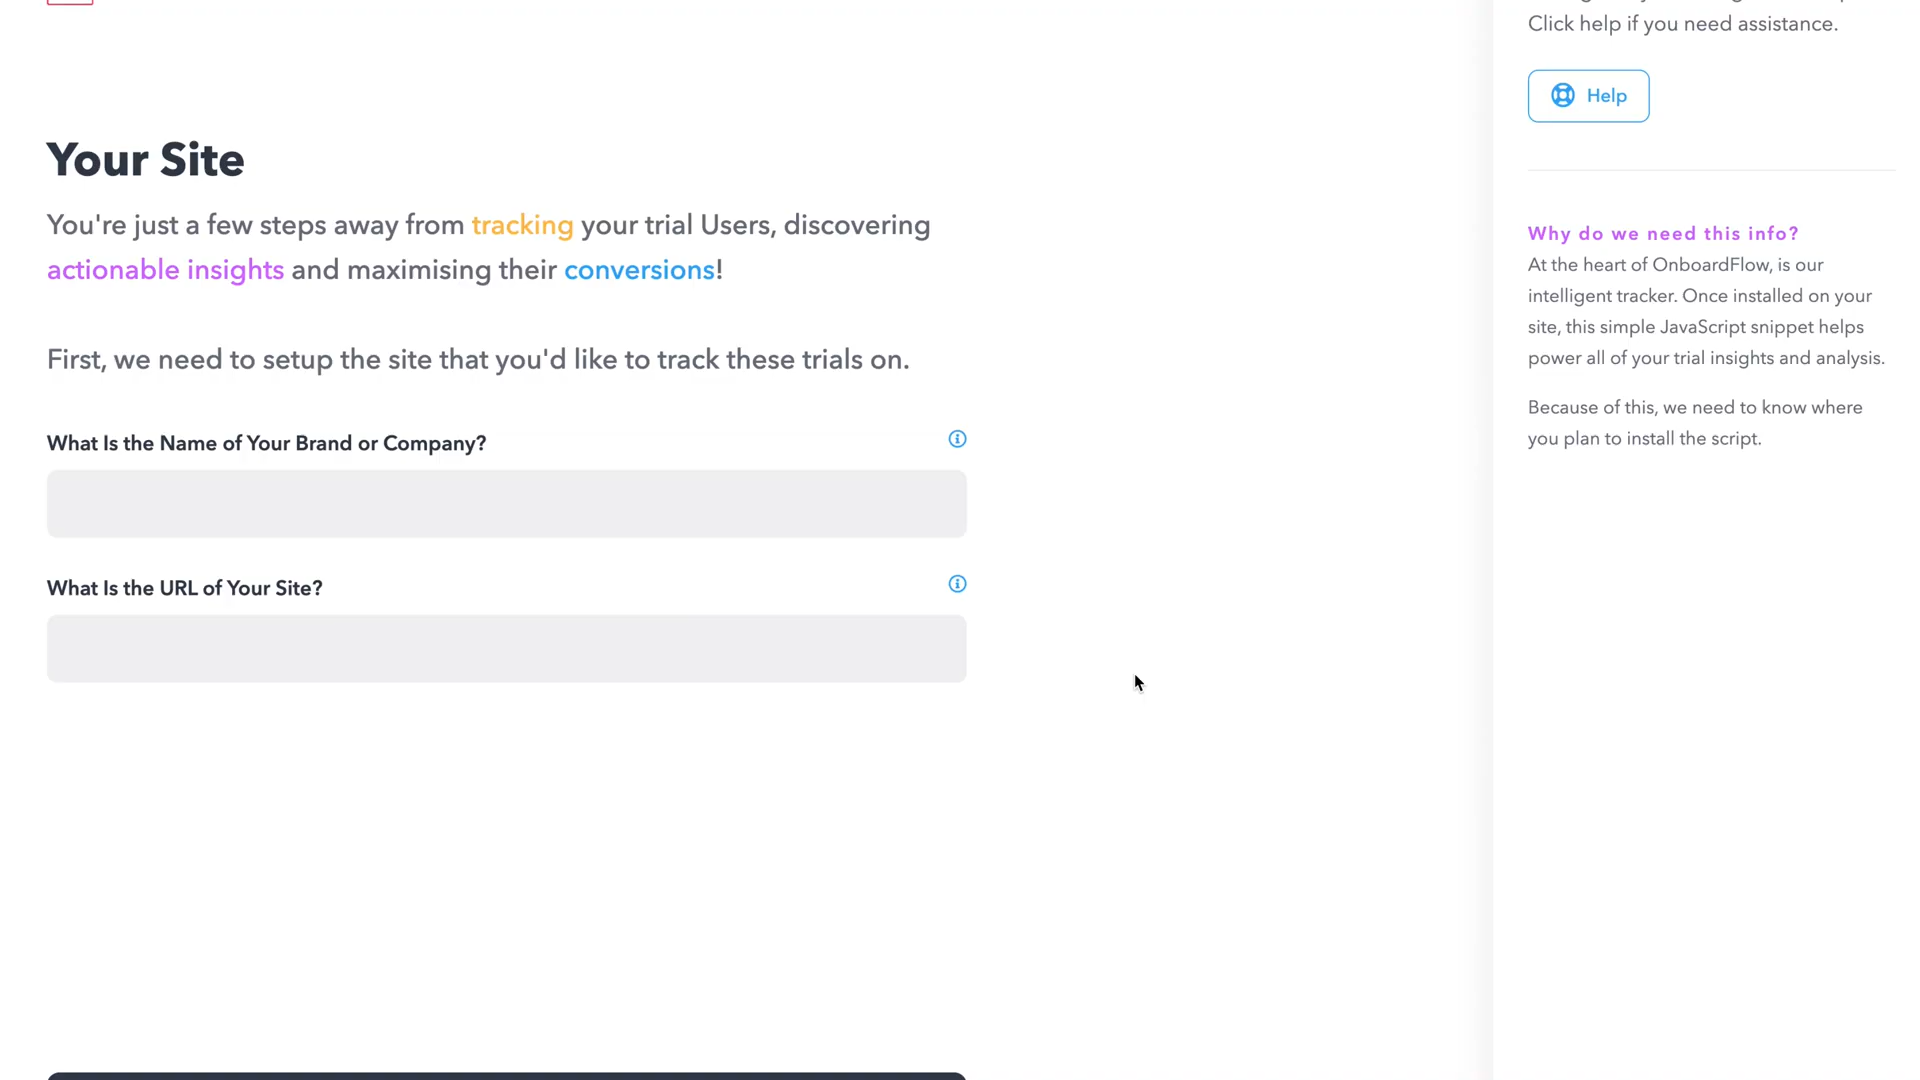 Click help if you need assistance.
Help
Your Site
You're just a few steps away from tracking your trial Users, discovering
actionable insights and maximising their conversions!
First, we need to setup the site that you'd like to track these trials on.
What Is the Name of Your Brand or Company?
What Is the URL of Your Site?
Why do we need this info?
At the heart of OnboardFlow, is our
intelligent tracker. Once installed on your
site, this simple JavaScript snippet helps
power all of your trial insights and analysis.
Because of this, we need to know where
you plan to install the script.